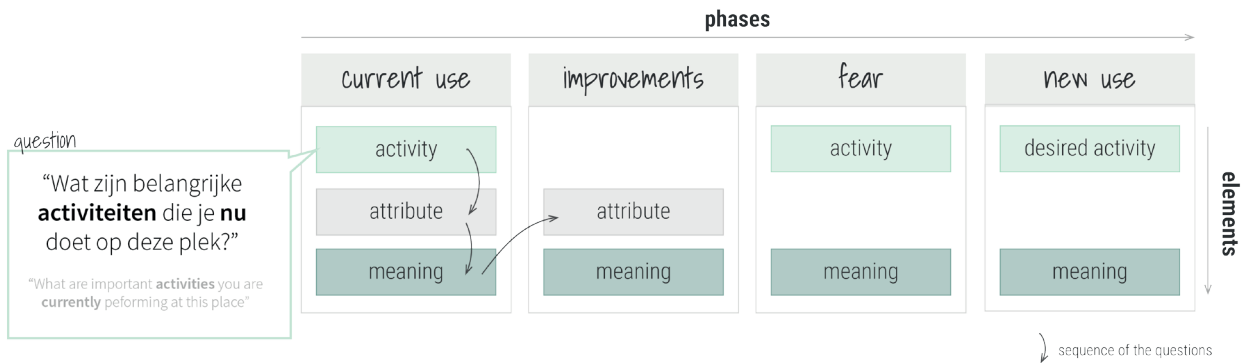 phases
current use
improvements
fear
new use
question
"Wat zijn belangrijke
activiteiten die je nu
doet op deze plek?"
"What are important activities you are
currently peforming at this place"
activity
attribute
meaning
attribute
meaning
activity
meaning
desired activity
meaning
elements
sequence of the questions